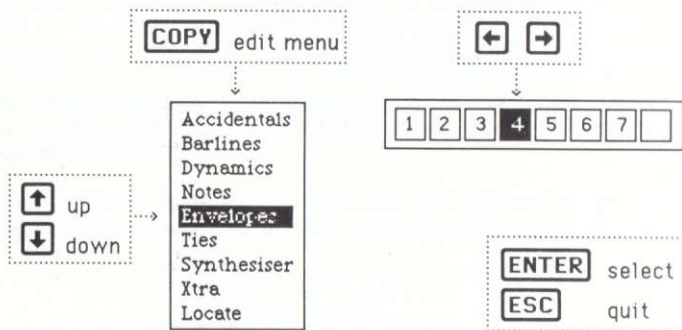 COPY edit menu
← →
Accidentals
Barlines
Dynamics
Notes
Envelopes
Ties
Synthesiser
Xtra
Locate
1 2 3 4 5 6 7
↑ up
↓ down
ENTER select
ESC quit